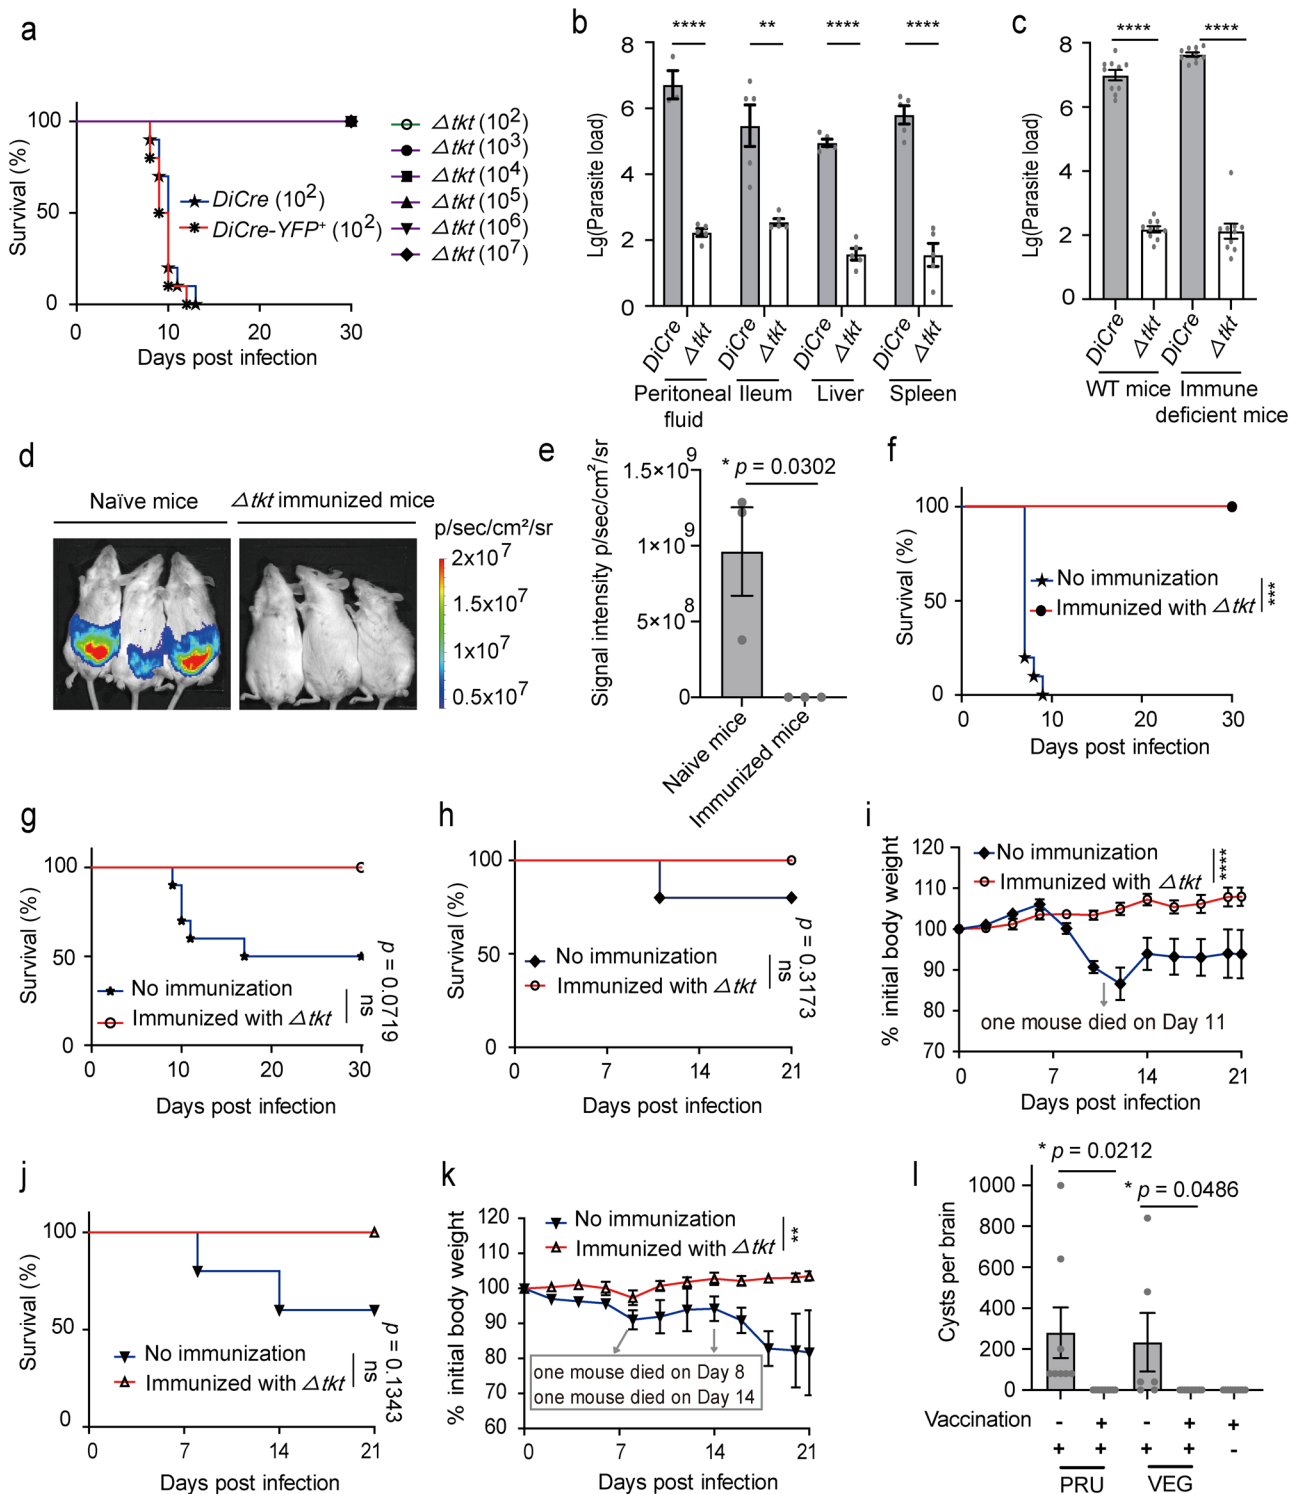 a
Survival (%)
100
50
0
0 10 20 30
Days post infection
DiCre (10²)
DiCre-YFP⁺ (10²)
Δtkt (10²)
Δtkt (10³)
Δtkt (10⁴)
Δtkt (10⁵)
Δtkt (10⁶)
Δtkt (10⁷)
b
**** ** **** ****
Lg(Parasite load)
8
6
4
2
0
DiCre Δtkt DiCre Δtkt DiCre Δtkt DiCre Δtkt
Peritoneal Ileum Liver Spleen
fluid
c
**** ****
Lg(Parasite load)
8
6
4
2
0
DiCre Δtkt DiCre Δtkt
WT mice Immune
deficient mice
d
Naïve mice Δtkt immunized mice
p/sec/cm²/sr
2x10⁷
1.5x10⁷
1x10⁷
0.5x10⁷
e
Signal intensity p/sec/cm²/sr
1.5×10⁹
1×10⁹
5×10⁸
0
* p = 0.0302
Naive mice
Immunized mice
f
Survival (%)
100
50
0
0 10 20 30
Days post infection
No immunization
Immunized with Δtkt
***
g
Survival (%)
100
50
0
0 10 20 30
Days post infection
No immunization
Immunized with Δtkt
ns
p = 0.0719
h
Survival (%)
100
50
0
0 7 14 21
Days post infection
No immunization
Immunized with Δtkt
ns
p = 0.3173
i
% initial body weight
120
110
100
90
80
70
0 7 14 21
Days post infection
No immunization
Immunized with Δtkt
****
one mouse died on Day 11
j
Survival (%)
100
50
0
0 7 14 21
Days post infection
No immunization
Immunized with Δtkt
ns
p = 0.1343
k
% initial body weight
120
110
100
90
80
70
60
0 7 14 21
Days post infection
No immunization
Immunized with Δtkt
**
one mouse died on Day 8
one mouse died on Day 14
l
* p = 0.0212
* p = 0.0486
Cysts per brain
1000
800
600
400
200
0
Vaccination - + - + +
+ + + + -
PRU VEG